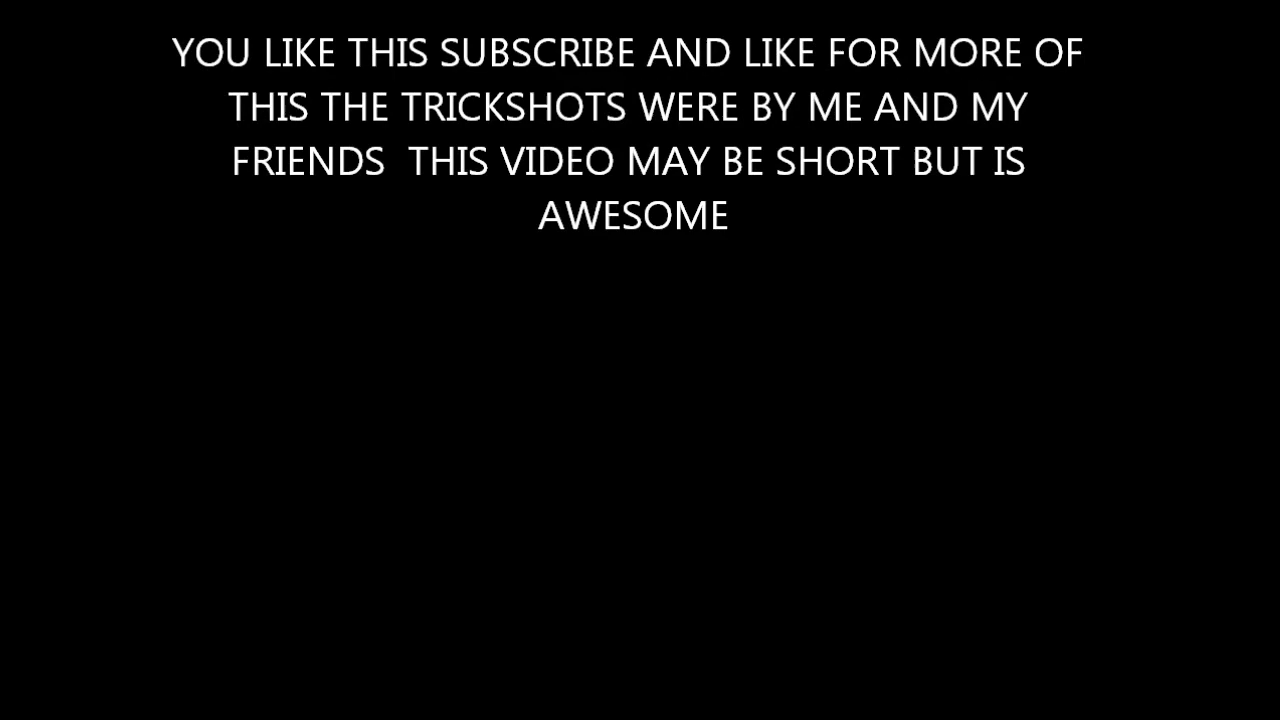 YOU LIKE THIS SUBSCRIBE AND LIKE FOR MORE OF
THIS THE TRICKSHOTS WERE BY ME AND MY
FRIENDS  THIS VIDEO MAY BE SHORT BUT IS
AWESOME